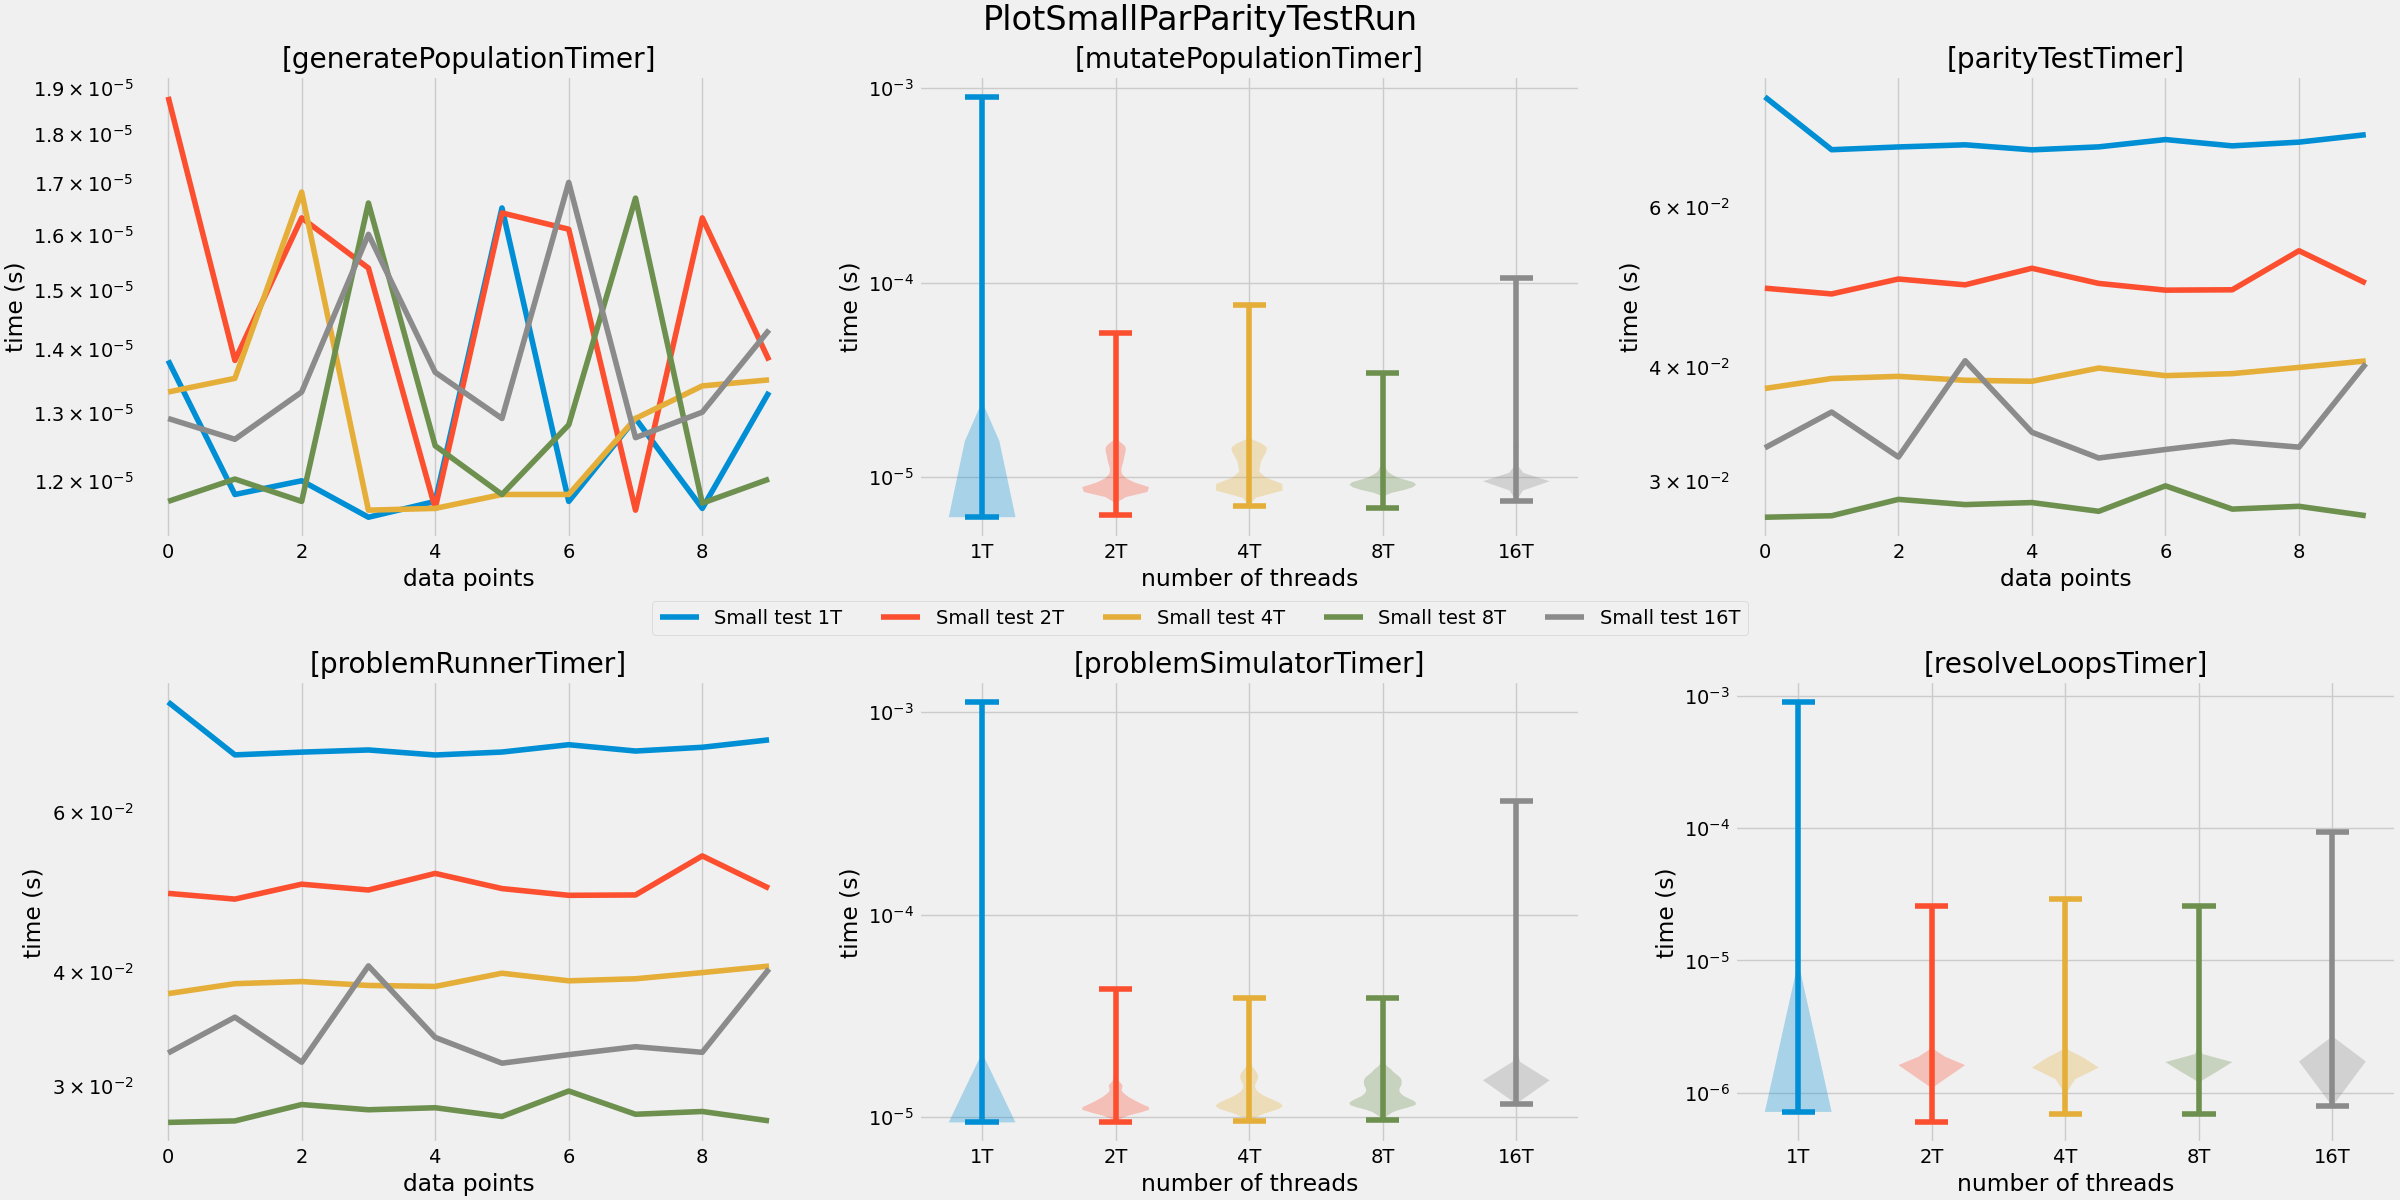 PlotSmallParParityTestRun
[generatePopulationTimer]
1.9 × 10⁻⁵
1.8 × 10⁻⁵
1.7 × 10⁻⁵
1.6 × 10⁻⁵
1.5 × 10⁻⁵
1.4 × 10⁻⁵
1.3 × 10⁻⁵
1.2 × 10⁻⁵
time (s)
0 2 4 6 8
data points
[mutatePopulationTimer]
10⁻³
10⁻⁴
10⁻⁵
time (s)
1T 2T 4T 8T 16T
number of threads
[parityTestTimer]
6 × 10⁻²
4 × 10⁻²
3 × 10⁻²
time (s)
0 2 4 6 8
data points
Small test 1T Small test 2T Small test 4T Small test 8T Small test 16T
[problemRunnerTimer]
6 × 10⁻²
4 × 10⁻²
3 × 10⁻²
time (s)
0 2 4 6 8
data points
[problemSimulatorTimer]
10⁻³
10⁻⁴
10⁻⁵
time (s)
1T 2T 4T 8T 16T
number of threads
[resolveLoopsTimer]
10⁻³
10⁻⁴
10⁻⁵
10⁻⁶
time (s)
1T 2T 4T 8T 16T
number of threads